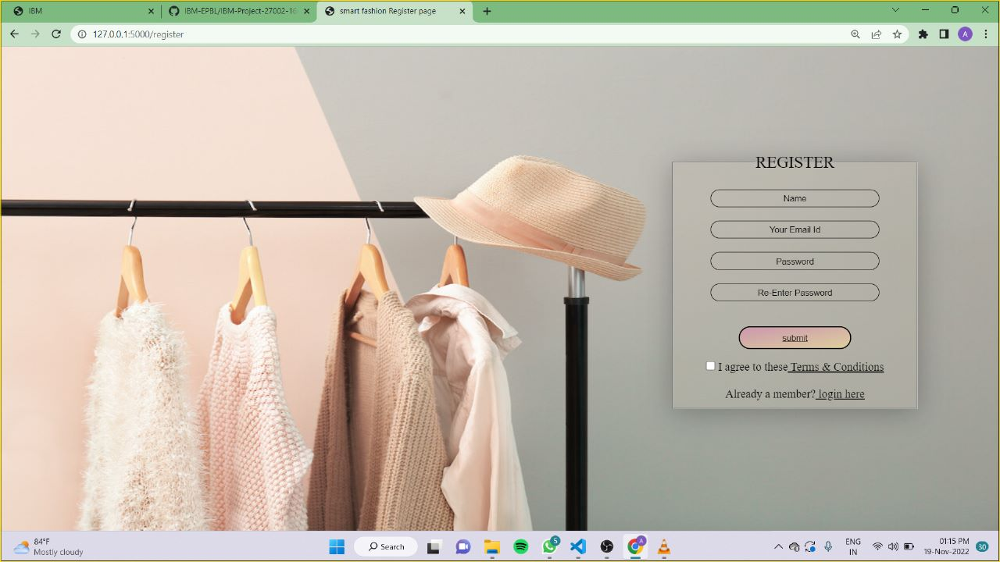 IBM
IBM-EPBL/IBM-Project-27002-16
smart fashion Register page
127.0.0.1:5000/register
A
REGISTER
Name
Your Email Id
Password
Re-Enter Password
submit
I agree to these Terms & Conditions
Already a member? login here
84°F
Mostly cloudy
Search
5
A
ENG
IN
01:15 PM
19-Nov-2022
30